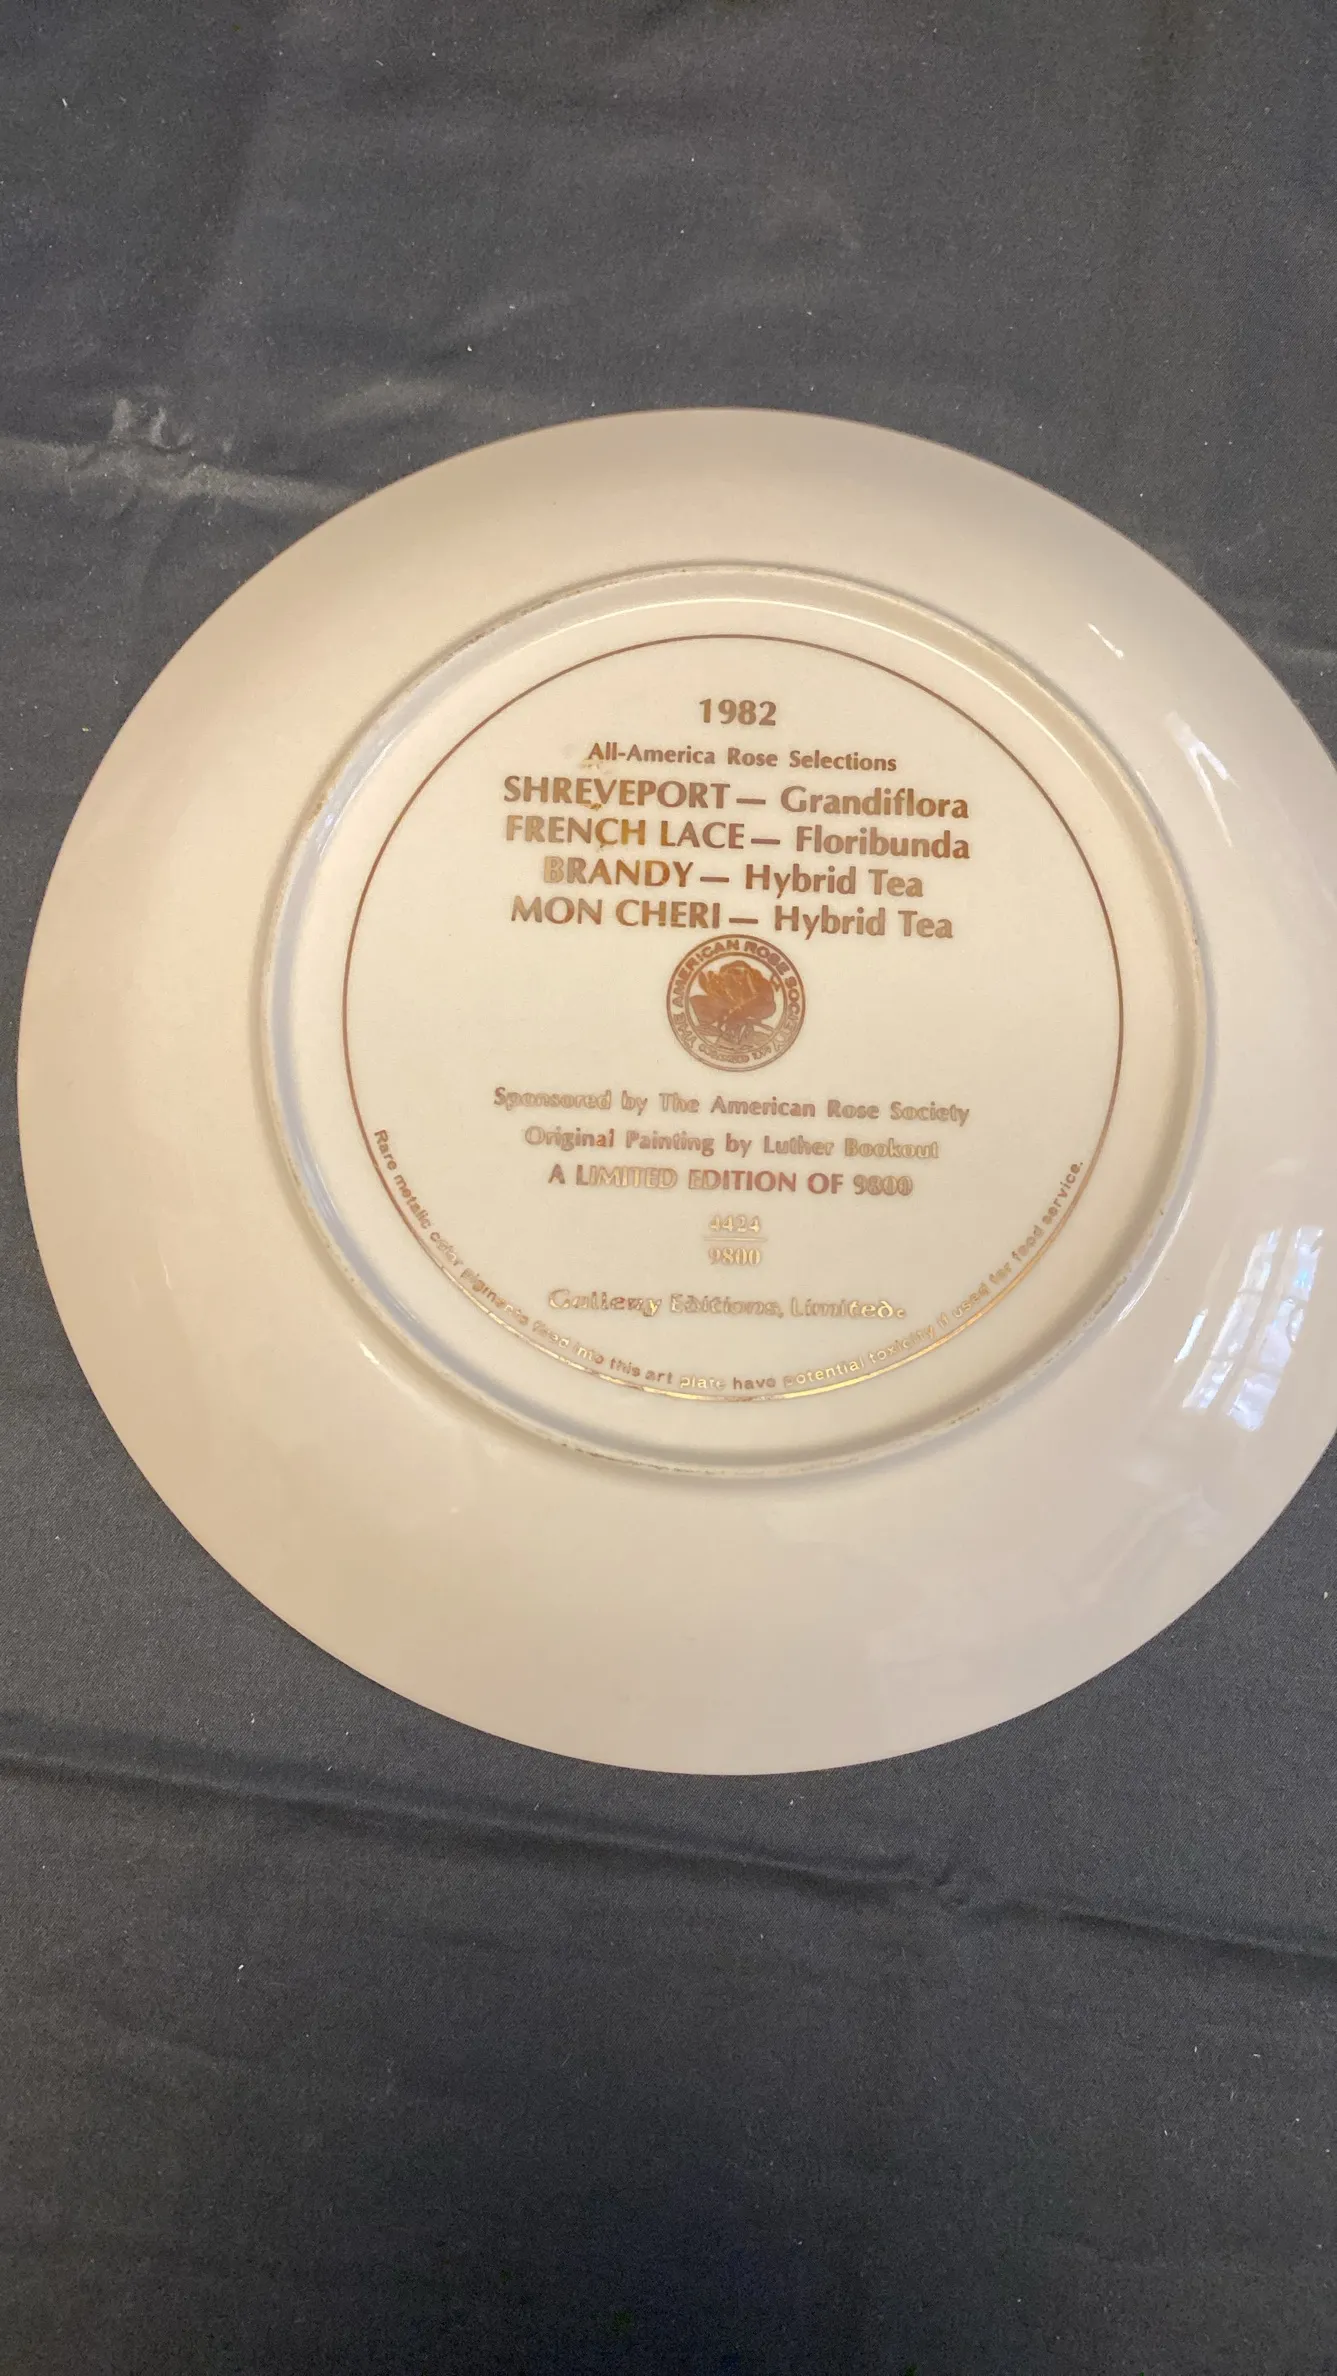 1982
All-America Rose Selections
SHREVEPORT — Grandiflora
FRENCH LACE — Floribunda
BRANDY — Hybrid Tea
MON CHERI — Hybrid Tea
THE AMERICAN ROSE SOCIETY
Sponsored by The American Rose Society
Original Painting by Luther Bookout
A LIMITED EDITION OF 9800
4424
9800
Gallery Editions, Limited.
Rare metalic color pigments fired into this art plate have potential toxicity if used for food service.